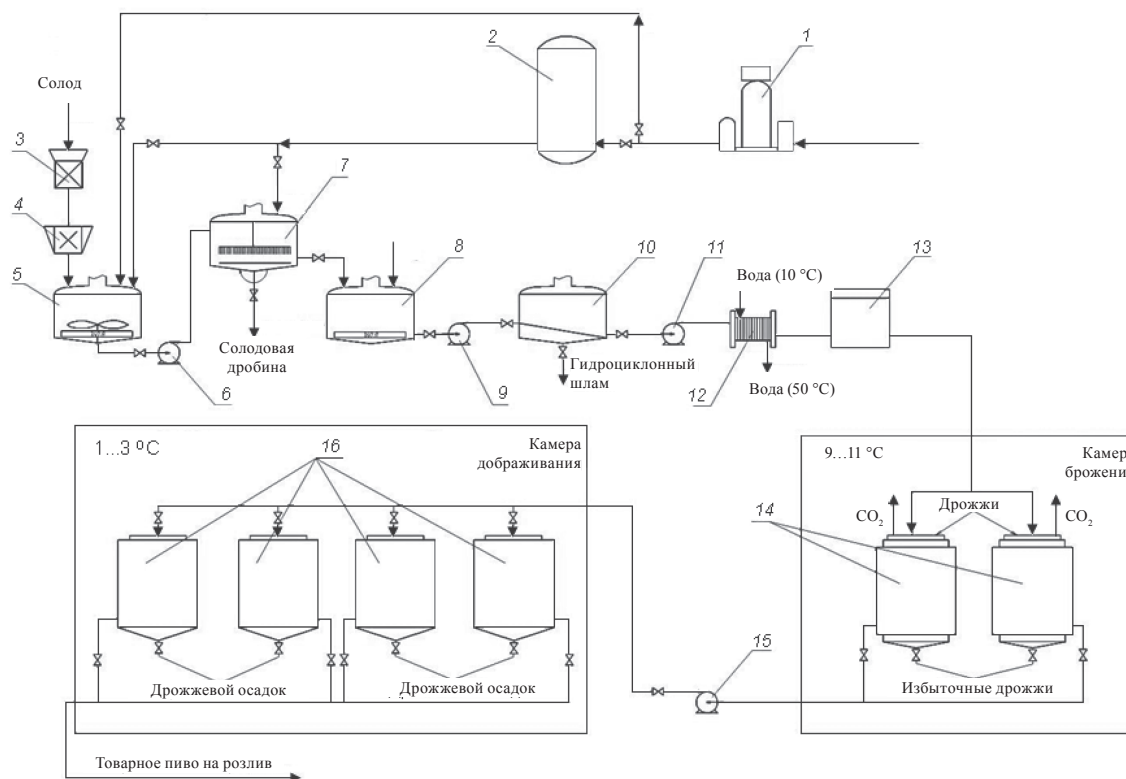 2
1
Солод
3
7
4
5
8
10
11
13
Вода (10 °C)
Солодовая
дробина
Гидроциклонный
шлам
Вода (50 °C)
6
9
12
1...3 °C
16
Камера
дображивания
9...11 °C
Камер
брожени
14
CO2
Дрожжи
CO2
15
Дрожжевой осадок
Дрожжевой осадок
Избыточные дрожжи
Товарное пиво на розлив